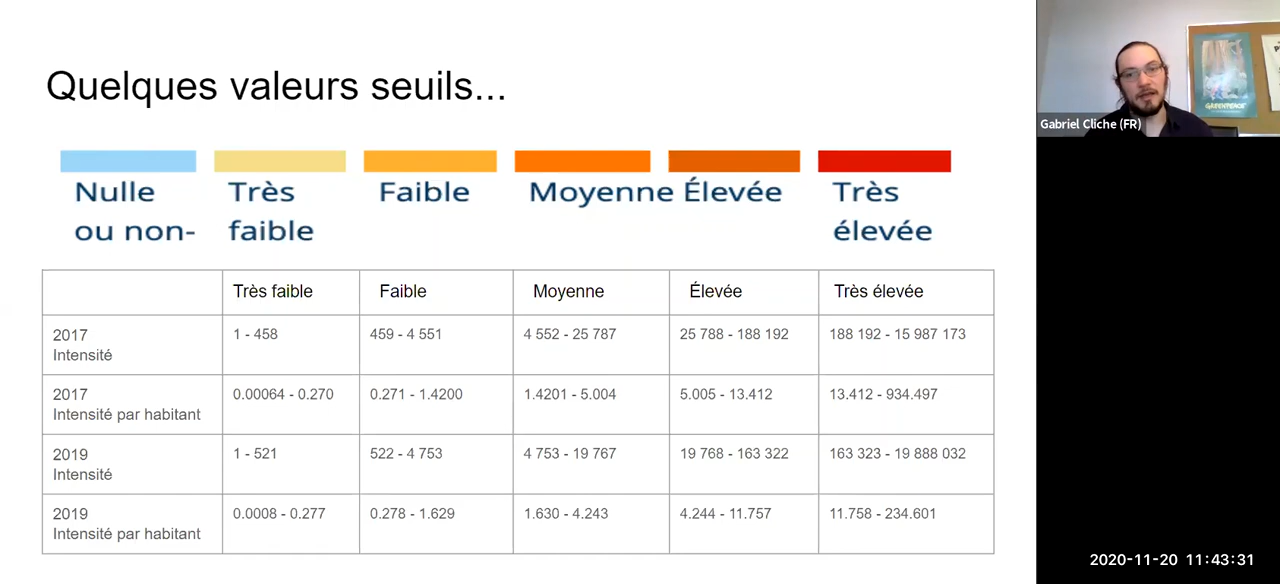 Quelques valeurs seuils...
Nulle
ou non-
Très
faible
Faible
Moyenne
Élevée
Très
élevée
Très faible Faible Moyenne Élevée Très élevée
2017
Intensité
1 - 458 459 - 4 551 4 552 - 25 787 25 788 - 188 192 188 192 - 15 987 173
2017
Intensité par habitant
0.00064 - 0.270 0.271 - 1.4200 1.4201 - 5.004 5.005 - 13.412 13.412 - 934.497
2019
Intensité
1 - 521 522 - 4 753 4 753 - 19 767 19 768 - 163 322 163 323 - 19 888 032
2019
Intensité par habitant
0.0008 - 0.277 0.278 - 1.629 1.630 - 4.243 4.244 - 11.757 11.758 - 234.601
GREENPEACE
Gabriel Cliche (FR)
2020-11-20 11:43:31